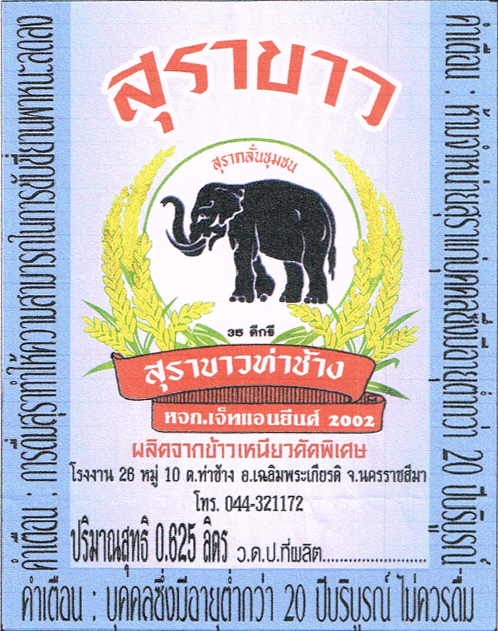 สุราขาว
สุรากลั่นชุมชน
35 ดีกรี
สุราขาวท่าช้าง
หจก.เจ็ทแอนยีนต์ 2002
ผลิตจากข้าวเหนียวคัดพิเศษ
โรงงาน 26 หมู่ 10 ต.ท่าช้าง อ.เฉลิมพระเกียรติ จ.นครราชสีมา
โทร. 044-321172
ปริมาณสุทธิ 0.625 ลิตร ว.ด.ป.ที่ผลิต........................
คำเตือน : การดื่มสุราทำให้ความสามารถในการขับขี่ยานพาหนะลดลง
คำเตือน : ห้ามจำหน่ายสุราแก่บุคคลซึ่งมีอายุต่ำกว่า 20 ปีบริบูรณ์
คำเตือน : บุคคลซึ่งมีอายุต่ำกว่า 20 ปีบริบูรณ์ ไม่ควรดื่ม